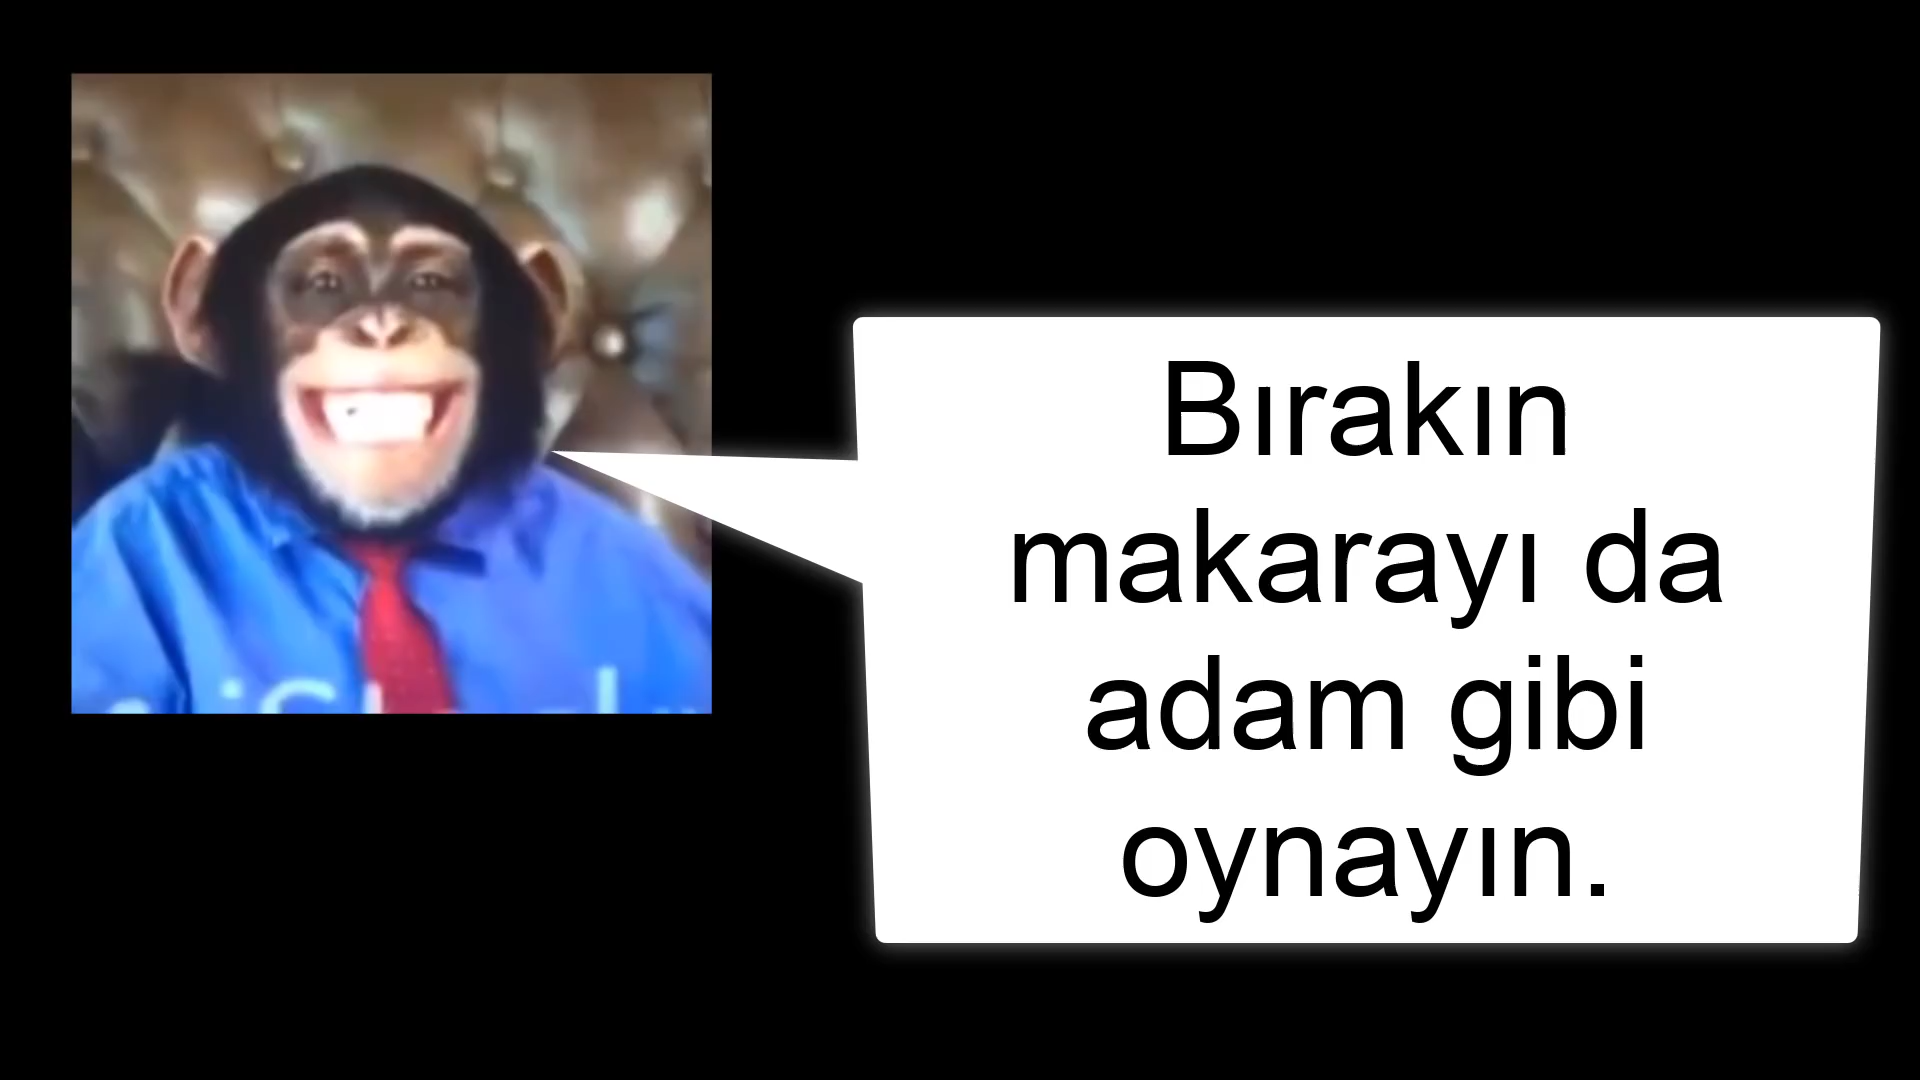 Bırakın
makarayı da
adam gibi
oynayın.